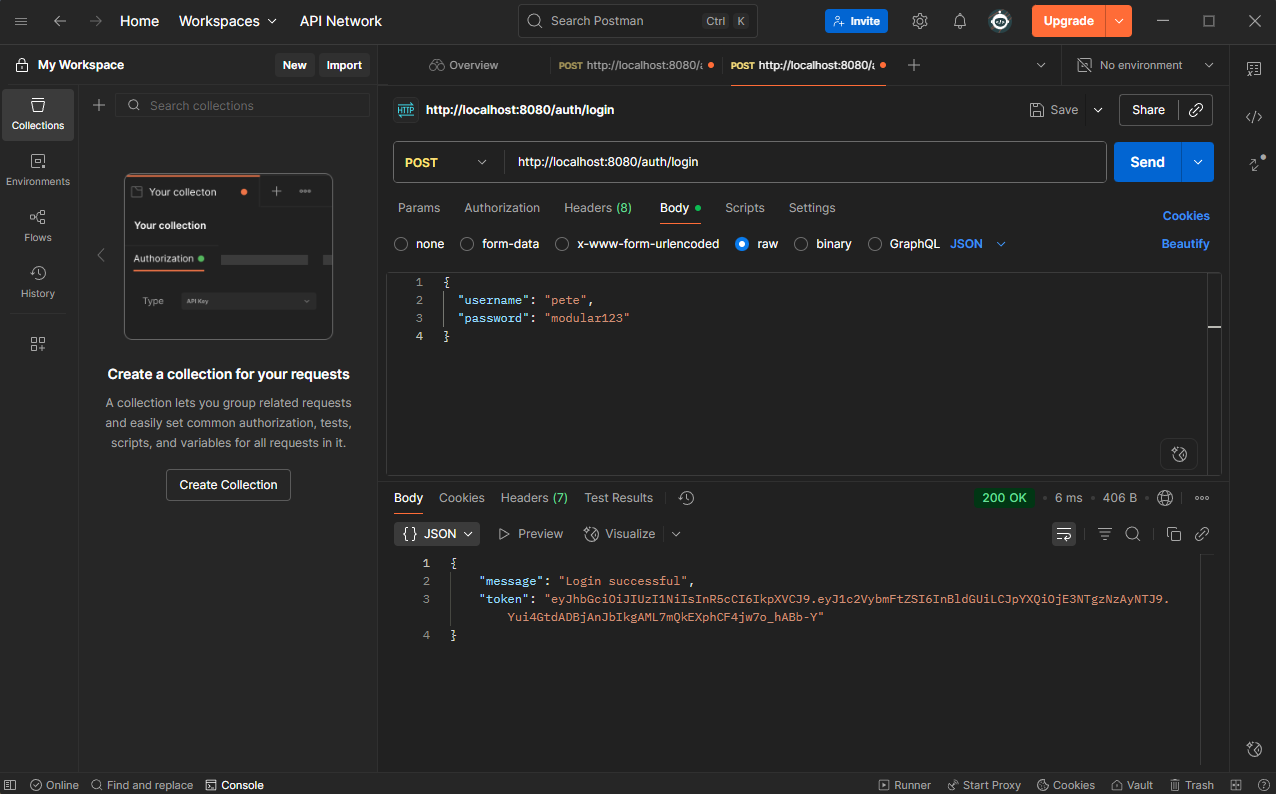 Home Workspaces API Network Search Postman Ctrl K Invite Upgrade
My Workspace New Import
Overview POST http://localhost:8080/a POST http://localhost:8080/a No environment
Collections
Environments
Flows
History
Search collections
Your collecton
Your collection
Authorization
Type API Key
Create a collection for your requests
A collection lets you group related requests
and easily set common authorization, tests,
scripts, and variables for all requests in it.
Create Collection
HTTP http://localhost:8080/auth/login Save Share
POST http://localhost:8080/auth/login Send
Params Authorization Headers (8) Body Scripts Settings Cookies
none form-data x-www-form-urlencoded raw binary GraphQL JSON Beautify
1 {
2 "username": "pete",
3 "password": "modular123"
4 }
Body Cookies Headers (7) Test Results 200 OK 6 ms 406 B
{} JSON Preview Visualize
1 {
2 "message": "Login successful",
3 "token": "eyJhbGciOiJIUzI1NiIsInR5cCI6IkpXVCJ9.eyJ1c2VybmFtZSI6InBldGUiLCJpYXQiOjE3NTgzNzAyNTJ9.
Yui4GtdADBjAnJbIkgAML7mQkEXphCF4jw7o_hABb-Y"
4 }
Online Find and replace Console Runner Start Proxy Cookies Vault Trash